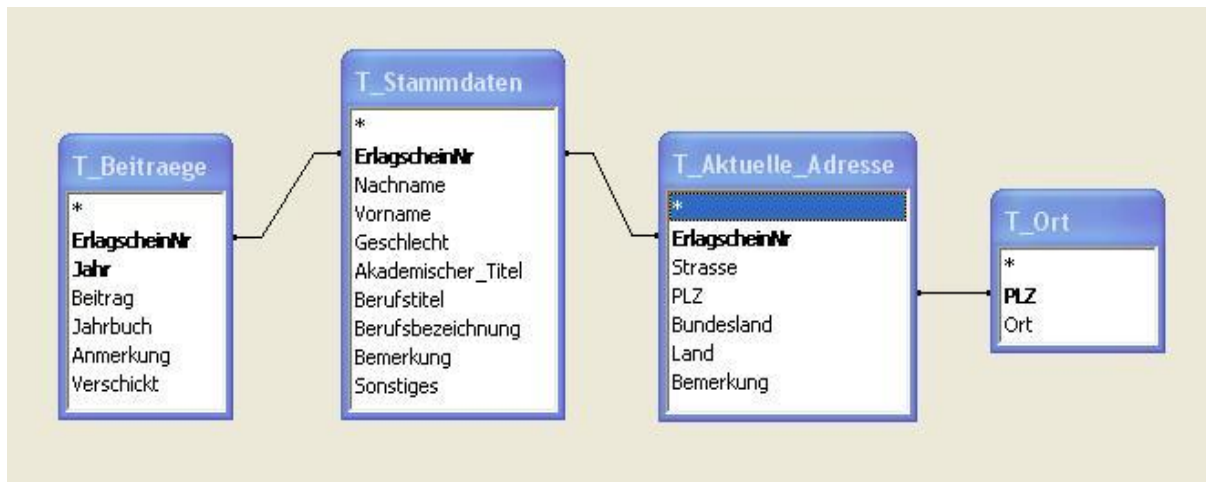 T_Beitraege
*
ErlagscheinNr
Jahr
Beitrag
Jahrbuch
Anmerkung
Verschickt
T_Stammdaten
*
ErlagscheinNr
Nachname
Vorname
Geschlecht
Akademischer_Titel
Berufstitel
Berufsbezeichnung
Bemerkung
Sonstiges
T_Aktuelle_Adresse
*
ErlagscheinNr
Strasse
PLZ
Bundesland
Land
Bemerkung
T_Ort
*
PLZ
Ort